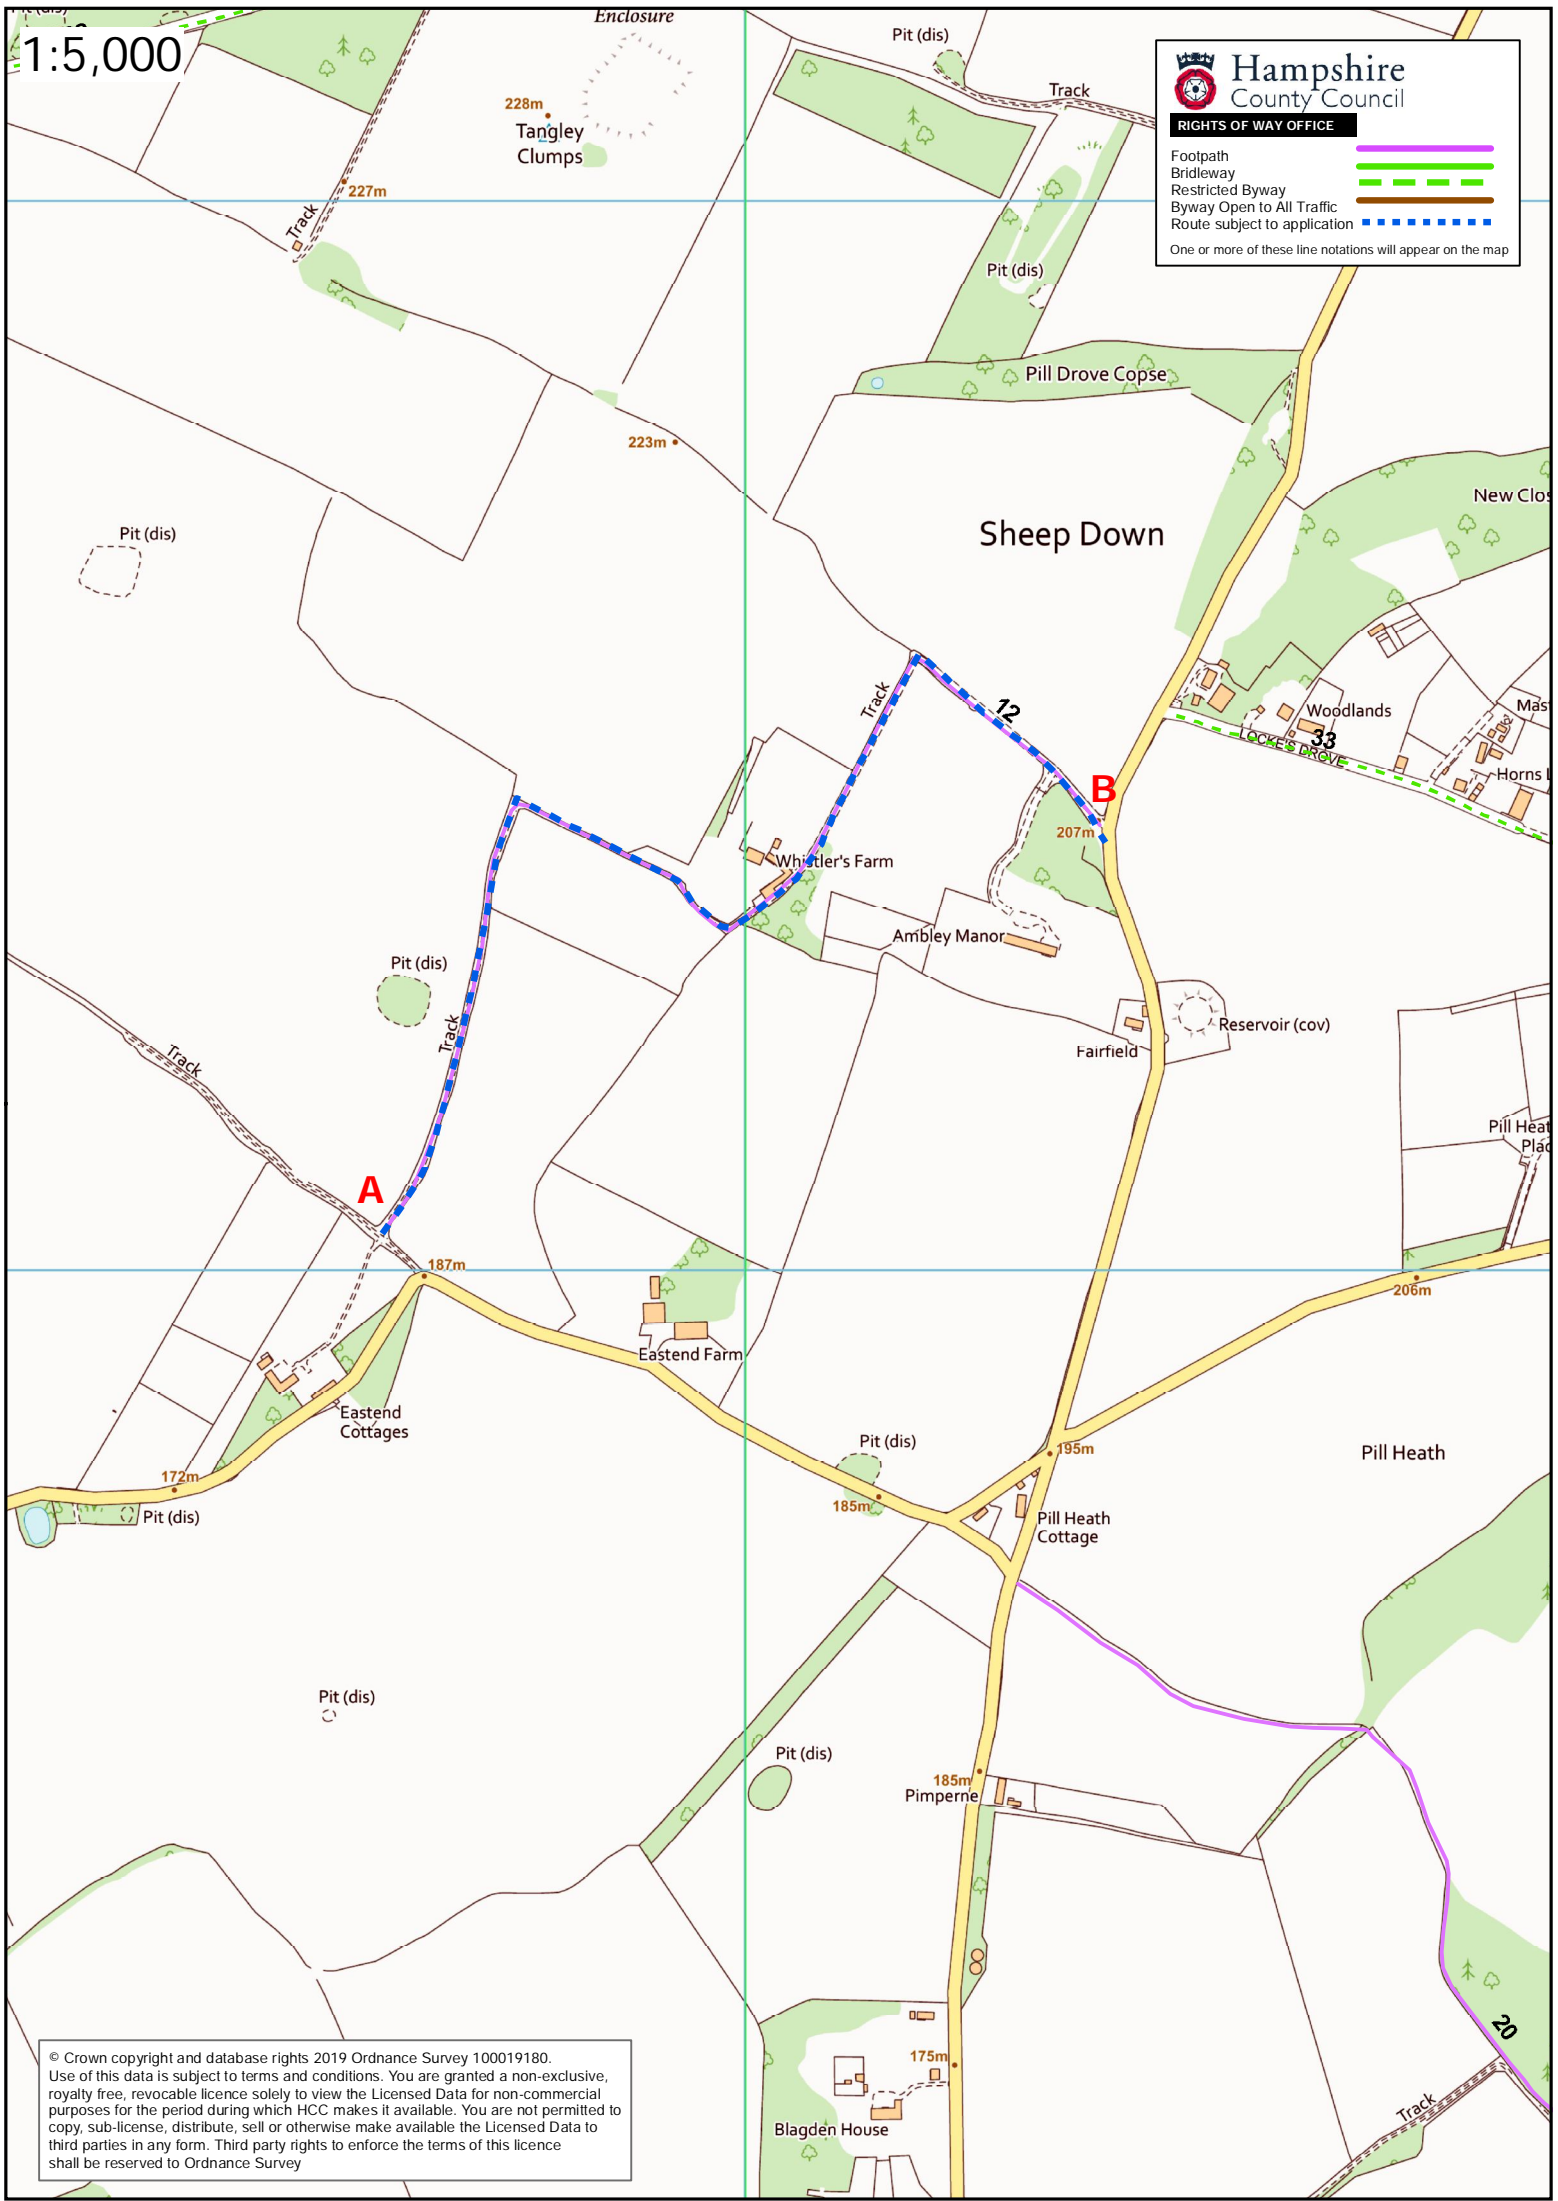 1:5,000
Enclosure
Pit (dis)
Track
Hampshire
County Council
RIGHTS OF WAY OFFICE
Footpath
Bridleway
Restricted Byway
Byway Open to All Traffic
Route subject to application
One or more of these line notations will appear on the map
228m
Tangley
Clumps
227m
Track
Pit (dis)
Pill Drove Copse
223m
New Clos
Sheep Down
Pit (dis)
Track
12
Woodlands
Mas
33
LOCKE'S DROVE
Horns L
B
207m
Whistler's Farm
Ambley Manor
Pit (dis)
Track
Reservoir (cov)
Fairfield
Track
Pill Heat
Plac
A
187m
206m
Eastend Farm
Eastend
Cottages
Pit (dis)
195m
Pill Heath
172m
185m
Pit (dis)
Pill Heath
Cottage
Pit (dis)
Pit (dis)
185m
Pimperne
20
175m
Track
Blagden House
© Crown copyright and database rights 2019 Ordnance Survey 100019180.
Use of this data is subject to terms and conditions. You are granted a non-exclusive,
royalty free, revocable licence solely to view the Licensed Data for non-commercial
purposes for the period during which HCC makes it available. You are not permitted to
copy, sub-license, distribute, sell or otherwise make available the Licensed Data to
third parties in any form. Third party rights to enforce the terms of this licence
shall be reserved to Ordnance Survey